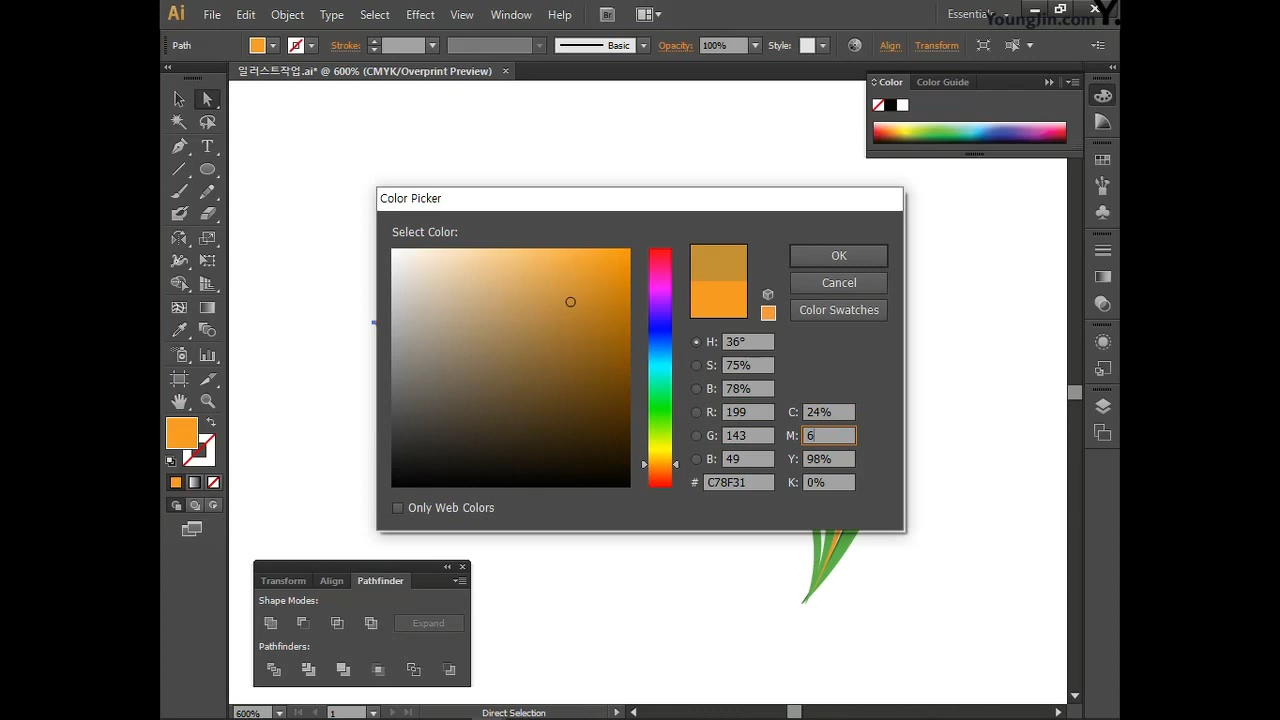 Ai File Edit Object Type Select Effect View Window Help Br Essentials
YoungJin.com Y.
Path Stroke: Basic Opacity: 100% Style: Align Transform
일러스트작업.ai* @ 600% (CMYK/Overprint Preview) ×
Color Color Guide
Color Picker
Select Color:
OK
Cancel
Color Swatches
H: 36°
S: 75%
B: 78%
R: 199 C: 24%
G: 143 M: 6
B: 49 Y: 98%
# C78F31 K: 0%
Only Web Colors
Transform Align Pathfinder
Shape Modes:
Expand
Pathfinders:
600% 1 Direct Selection